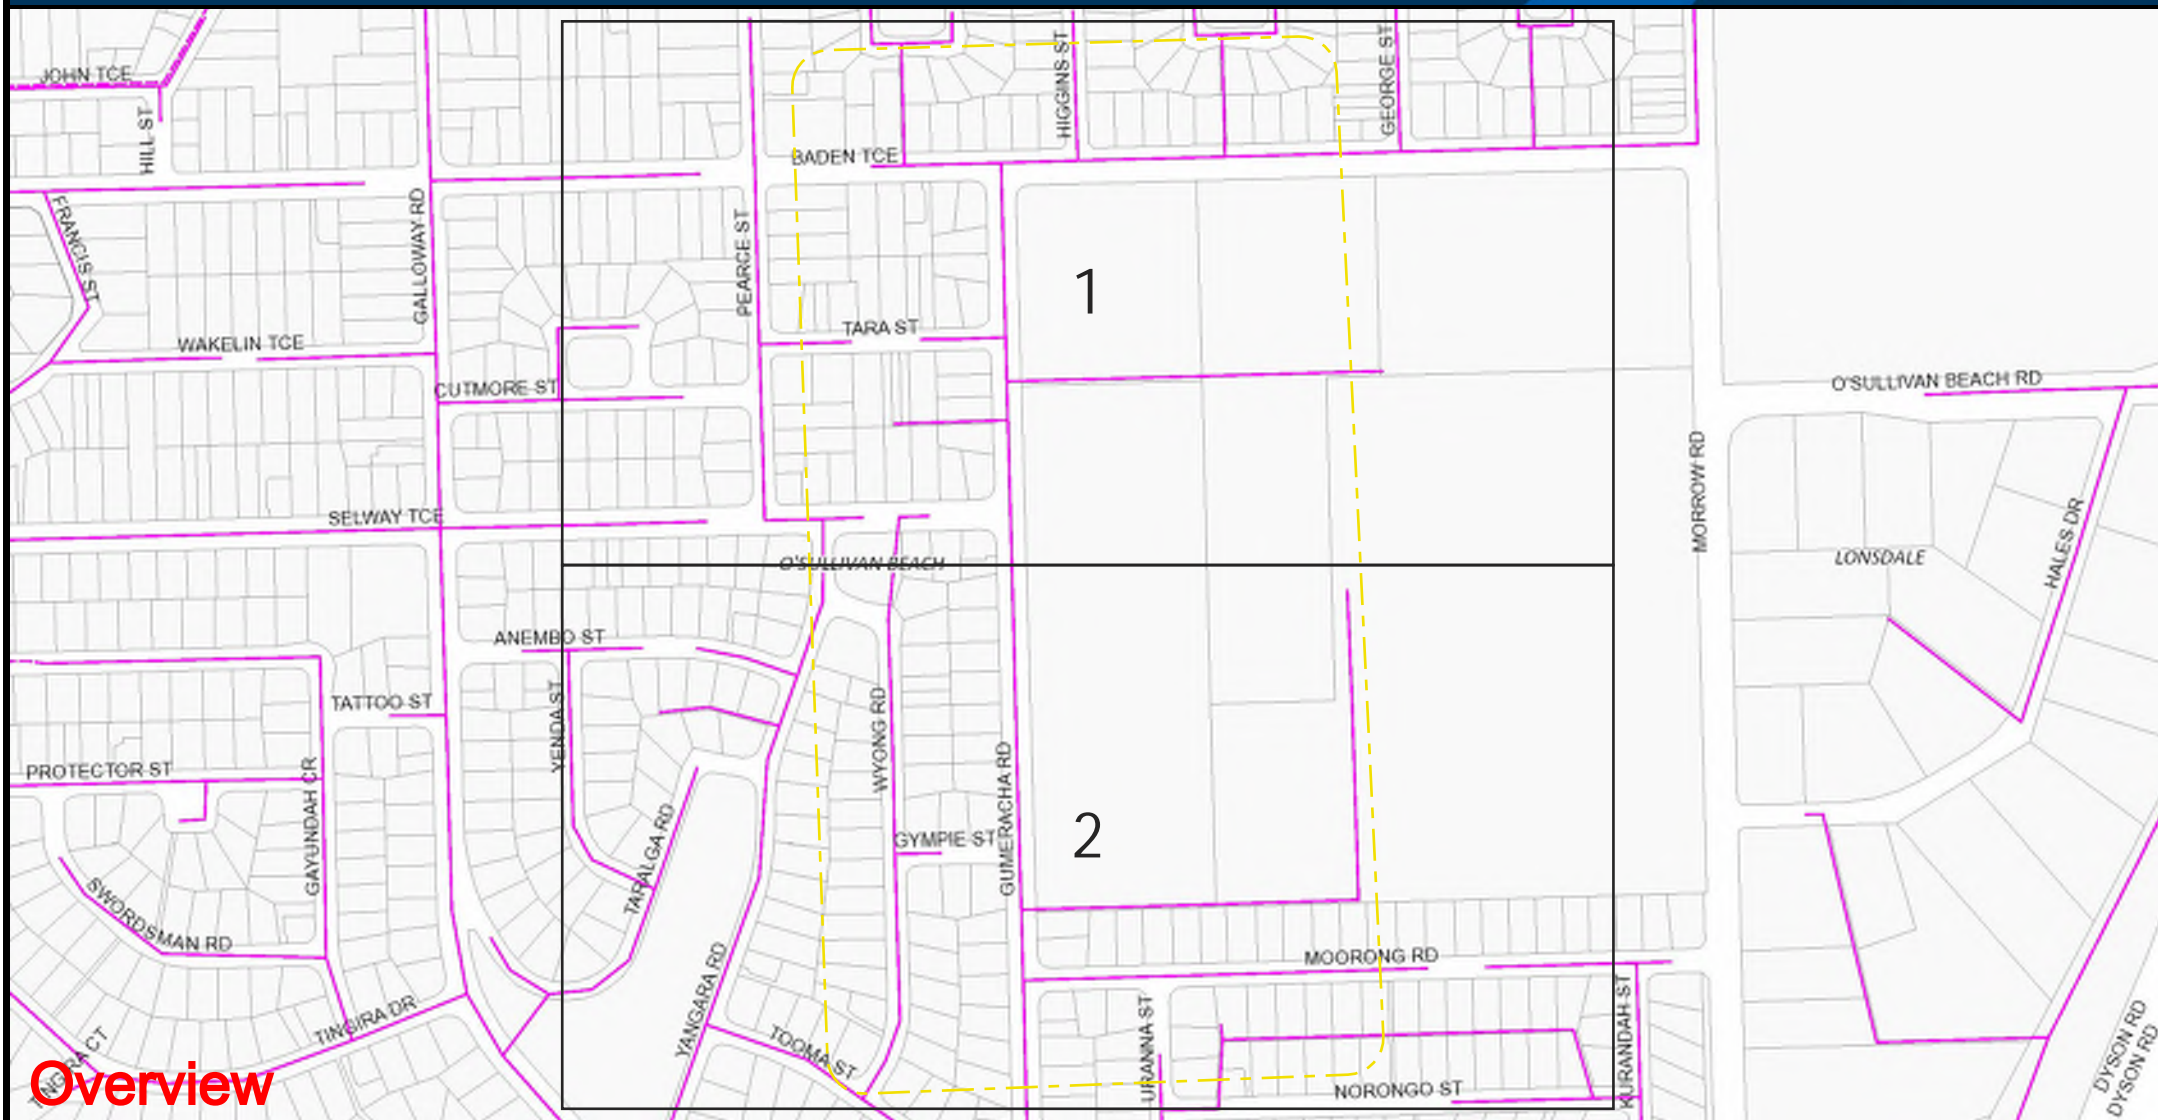 JOHN TCE
HILL ST
HIGGINS ST
GEORGE ST
BADEN TCE
FRANCIS ST
GALLOWAY RD
PEARCE ST
1
TARA ST
WAKELIN TCE
CUTMORE ST
O'SULLIVAN BEACH RD
MORROW RD
SELWAY TCE
HALES DR
O'SULLIVAN BEACH
LONSDALE
ANEMBO ST
YENDA ST
TATTOO ST
WYONG RD
PROTECTOR ST
GAYUNDAH CR
TARALGA RD
GYMPIE ST
GUMERACHA RD
2
SWORDSMAN RD
YANGARA RD
MOORONG RD
TINGIRA DR
TINGIRA CT
TOOMA ST
URANNA ST
NORONGO ST
KURANDAH ST
DYSON RD
DYSON RD
Overview